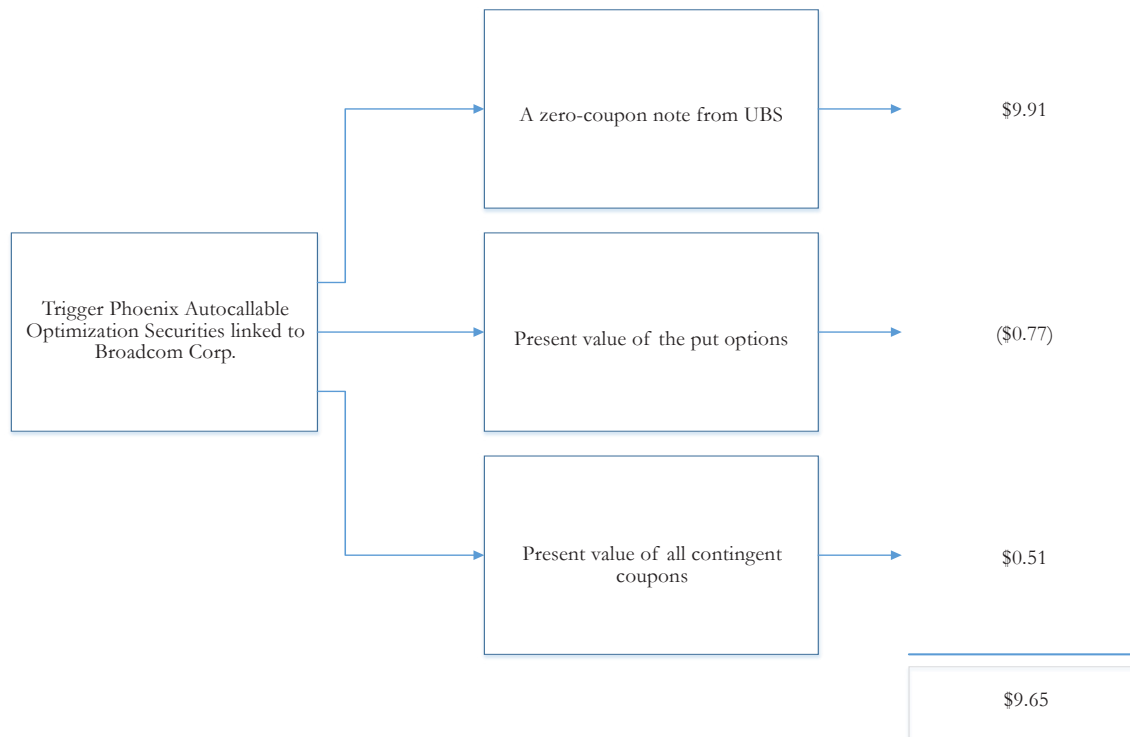 A zero-coupon note from UBS
$9.91
Trigger Phoenix Autocallable
Optimization Securities linked to
Broadcom Corp.
Present value of the put options
($0.77)
Present value of all contingent
coupons
$0.51
$9.65